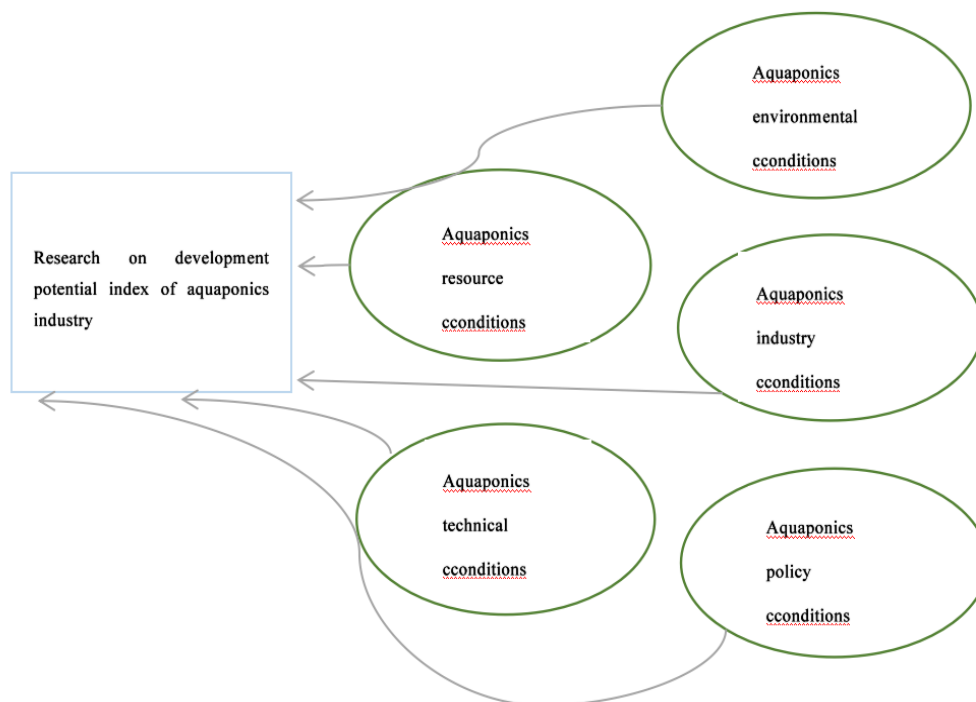 Aquaponics
environmental
cconditions
Research on development
potential index of aquaponics
industry
Aquaponics
resource
cconditions
Aquaponics
industry
cconditions
Aquaponics
technical
cconditions
Aquaponics
policy
cconditions